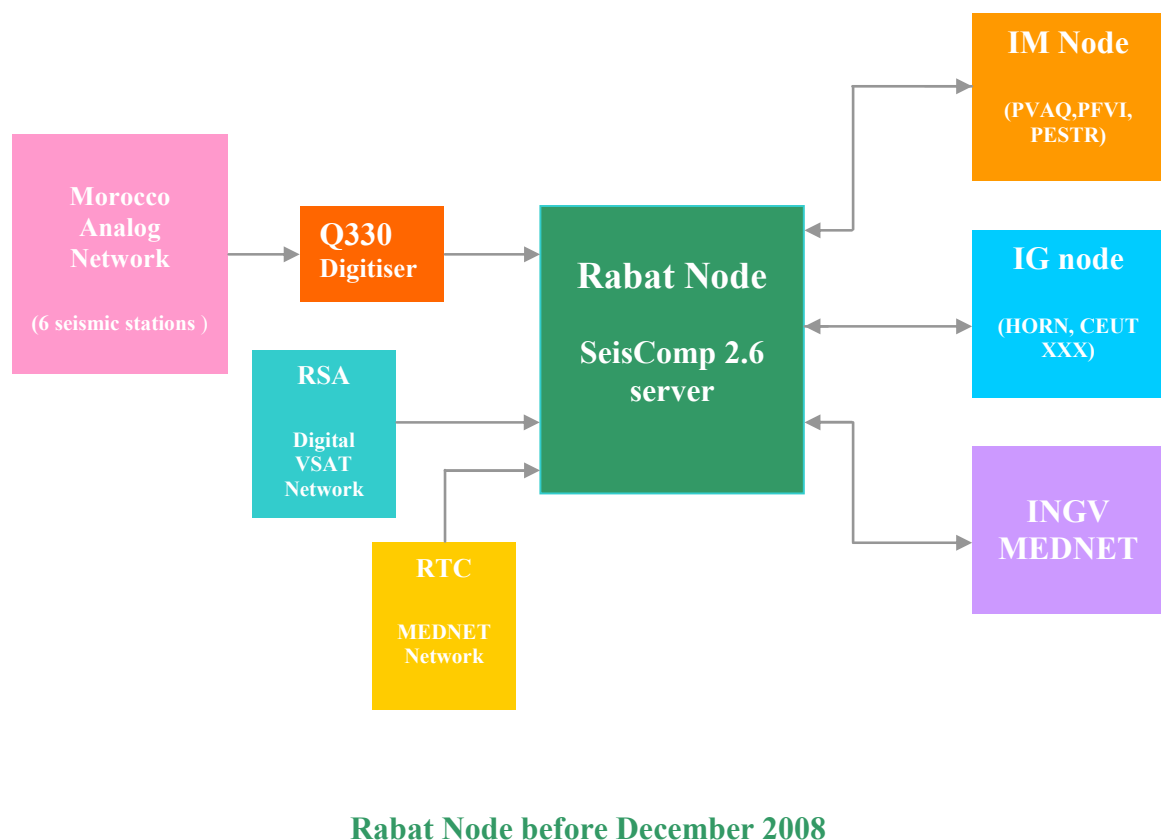 Morocco
Analog
Network
(6 seismic stations )
Q330
Digitiser
RSA
Digital
VSAT
Network
RTC
MEDNET
Network
Rabat Node
SeisComp 2.6
server
IM Node
(PVAQ,PFVI,
PESTR)
IG node
(HORN, CEUT
XXX)
INGV
MEDNET
Rabat Node before December 2008